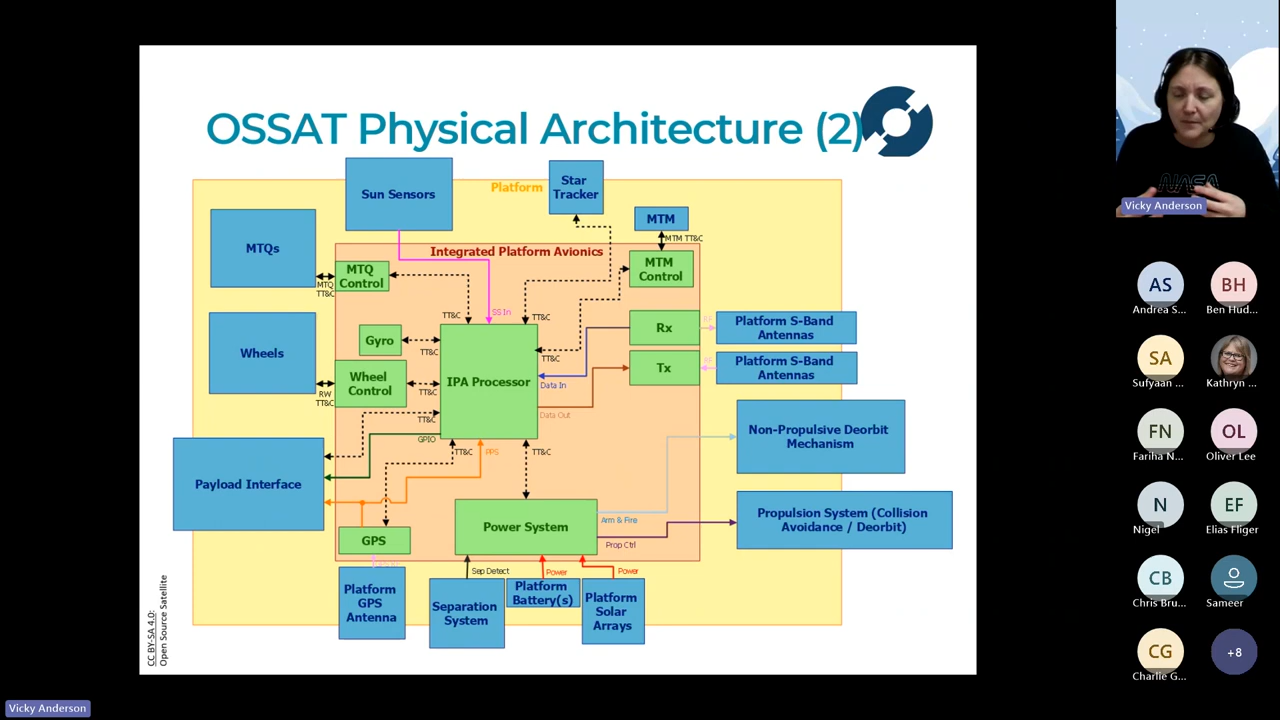 OSSAT Physical Architecture (2)
Sun Sensors
Platform
Star
Tracker
MTQs
MTM
MTM TT&C
Integrated Platform Avionics
MTQ
Control
MTM
Control
MTQ
TT&C
TT&C
SS In
TT&C
Gyro
TT&C
TT&C
Rx
RF
Platform S-Band
Antennas
Wheels
Wheel
Control
IPA Processor
Tx
RF
Platform S-Band
Antennas
RW
TT&C
TT&C
Data In
TT&C
GPIO
Data Out
Non-Propulsive Deorbit
Mechanism
TT&C
PPS
TT&C
Payload Interface
Power System
Arm & Fire
Prop Ctrl
Propulsion System (Collision
Avoidance / Deorbit)
GPS
Sep Detect
Power
Power
Platform
GPS
Antenna
Separation
System
Platform
Battery(s)
Platform
Solar
Arrays
CC BY-SA 4.0:
Open Source Satellite
NASA
Vicky Anderson
AS
Andrea S...
BH
Ben Hud...
SA
Sufyaan ...
Kathryn ...
FN
Fariha N...
OL
Oliver Lee
N
Nigel
EF
Elias Fliger
CB
Chris Bru...
Sameer
CG
Charlie G...
+8
Vicky Anderson